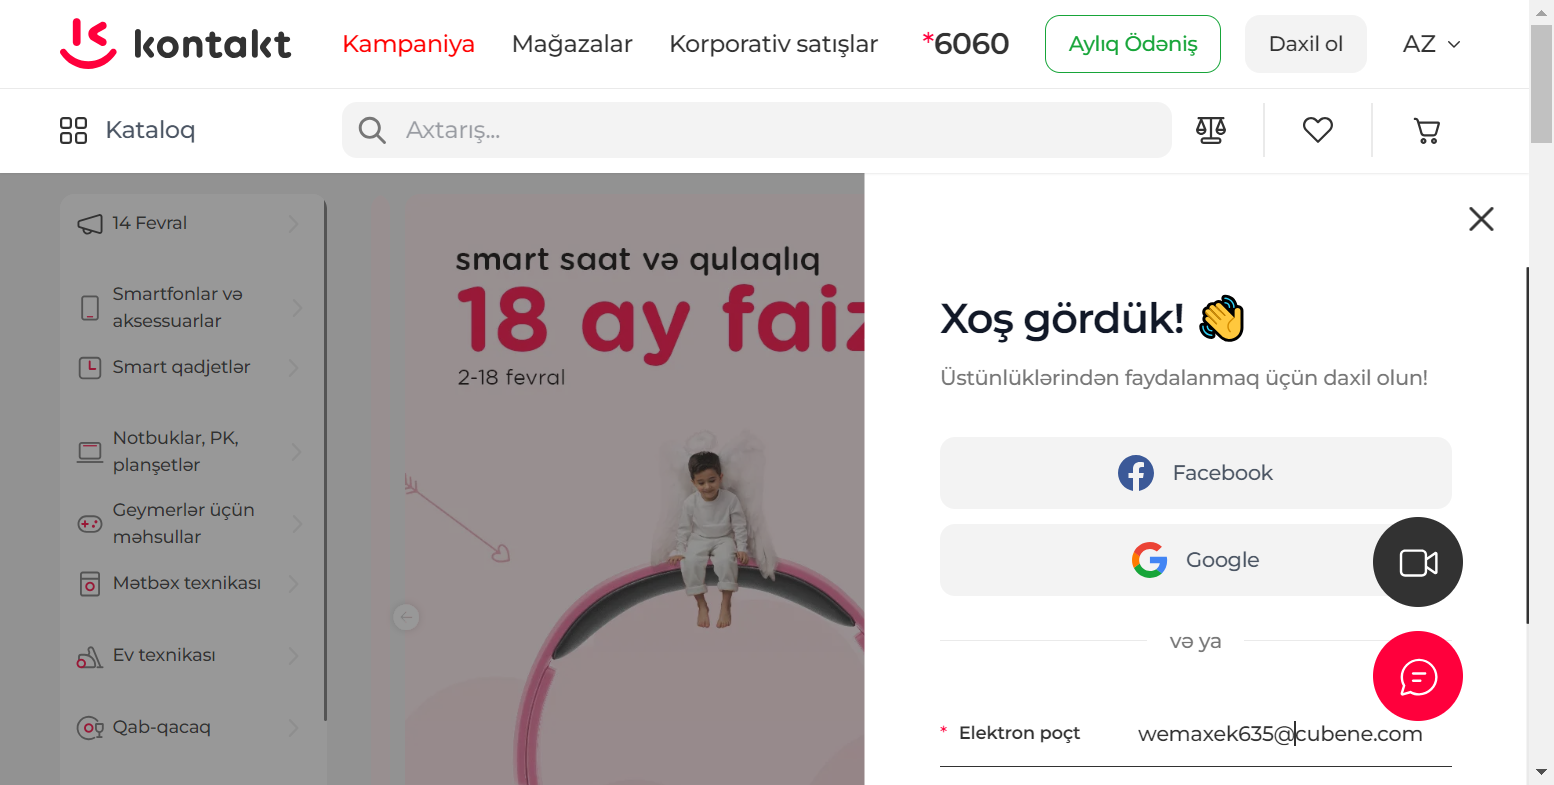 kontakt
Kampaniya
Mağazalar
Korporativ satışlar
*6060
Aylıq Ödəniş
Daxil ol
AZ
Kataloq
Axtarış...
14 Fevral
Smartfonlar və
aksessuarlar
Smart qadjetlər
Notbuklar, PK,
planşetlər
Geymerlər üçün
məhsullar
Mətbəx texnikası
Ev texnikası
Qab-qacaq
smart saat və qulaqlıq
18 ay faiz
2-18 fevral
Xoş gördük!
Üstünlüklərindən faydalanmaq üçün daxil olun!
Facebook
Google
və ya
* Elektron poçt
wemaxek635@cubene.com